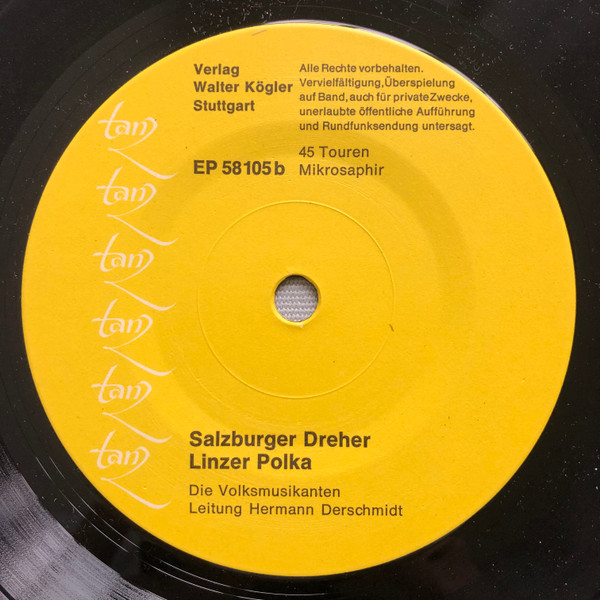 Verlag
Walter Kögler
Stuttgart
Alle Rechte vorbehalten.
Vervielfältigung,Überspielung
auf Band, auch für private Zwecke,
unerlaubte öffentliche Aufführung
und Rundfunksendung untersagt.
EP 58105 b
45 Touren
Mikrosaphir
tanz
tanz
tanz
tanz
tanz
tanz
Salzburger Dreher
Linzer Polka
Die Volksmusikanten
Leitung Hermann Derschmidt